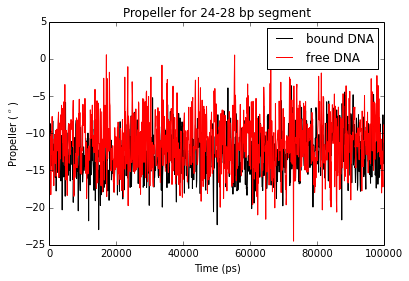 Propeller for 24-28 bp segment
bound DNA
free DNA
5
0
−5
−10
−15
−20
−25
Propeller ( ° )
0
20000
40000
60000
80000
100000
Time (ps)